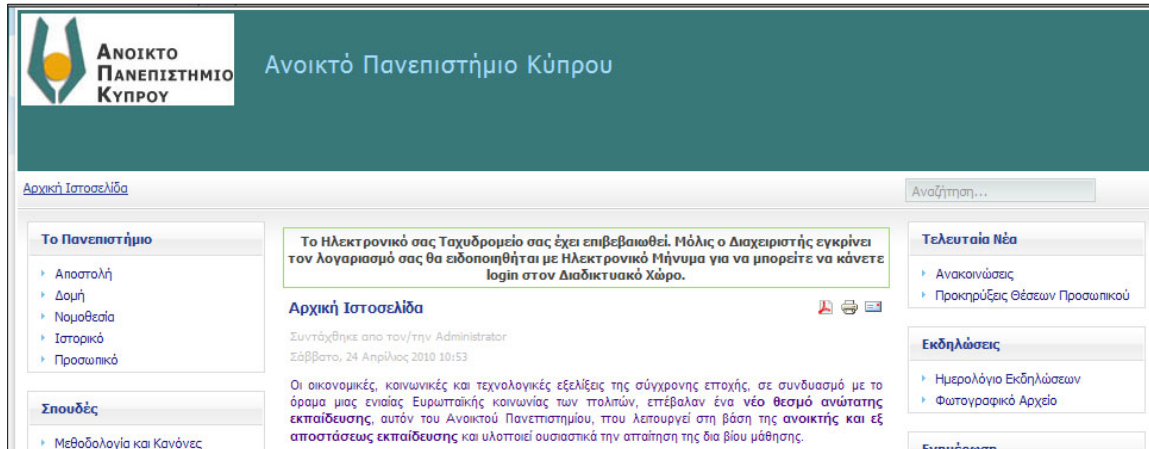 ΑΝΟΙΚΤΟ
ΠΑΝΕΠΙΣΤΗΜΙΟ
ΚΥΠΡΟΥ
Ανοικτό Πανεπιστήμιο Κύπρου
Αρχική Ιστοσελίδα
Αναζήτηση...
Το Πανεπιστήμιο
Αποστολή
Δομή
Νομοθεσία
Ιστορικό
Προσωπικό
Σπουδές
Μεθοδολογία και Κανόνες
Το Ηλεκτρονικό σας Ταχυδρομείο σας έχει επιβεβαιωθεί. Μόλις ο Διαχειριστής εγκρίνει
τον λογαριασμό σας θα ειδοποιηθήται με Ηλεκτρονικό Μήνυμα για να μπορείτε να κάνετε
login στον Διαδικτυακό Χώρο.
Αρχική Ιστοσελίδα
Συντάχθηκε απο τον/την Administrator
Σάββατο, 24 Απρίλιος 2010 10:53
Οι οικονομικές, κοινωνικές και τεχνολογικές εξελίξεις της σύγχρονης εποχής, σε συνδυασμό με το
όραμα μιας ενιαίας Ευρωπαϊκής κοινωνίας των πολιτών, επέβαλαν ένα νέο θεσμό ανώτατης
εκπαίδευσης, αυτόν του Ανοικτού Πανεπιστημίου, που λειτουργεί στη βάση της ανοικτής και εξ
αποστάσεως εκπαίδευσης και υλοποιεί ουσιαστικά την απαίτηση της δια βίου μάθησης.
Τελευταία Νέα
Ανακοινώσεις
Προκηρύξεις Θέσεων Προσωπικού
Εκδηλώσεις
Ημερολόγιο Εκδηλώσεων
Φωτογραφικό Αρχείο
Ενημέρωση